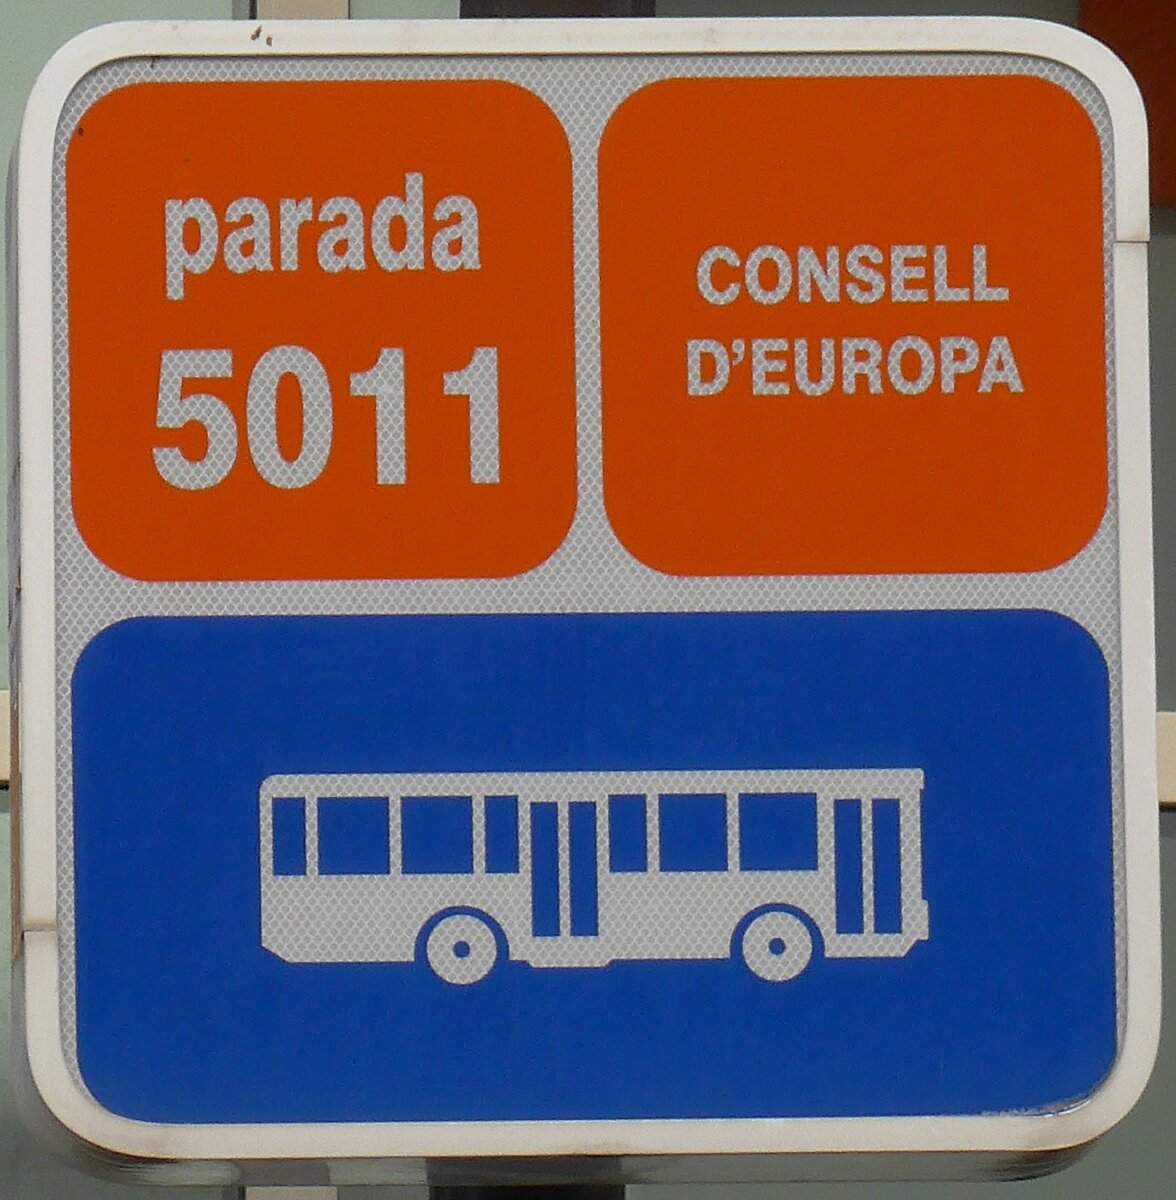 parada
5011
CONSELL
D'EUROPA